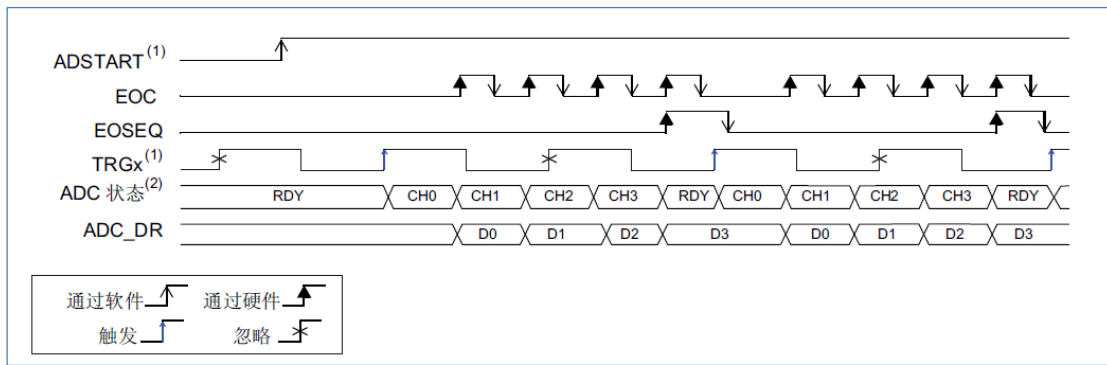 ADSTART(1)
EOC
EOSEQ
TRGx(1)
ADC 状态(2) RDY CH0 CH1 CH2 CH3 RDY CH0 CH1 CH2 CH3 RDY
ADC_DR D0 D1 D2 D3 D0 D1 D2 D3
通过软件 通过硬件
触发 忽略